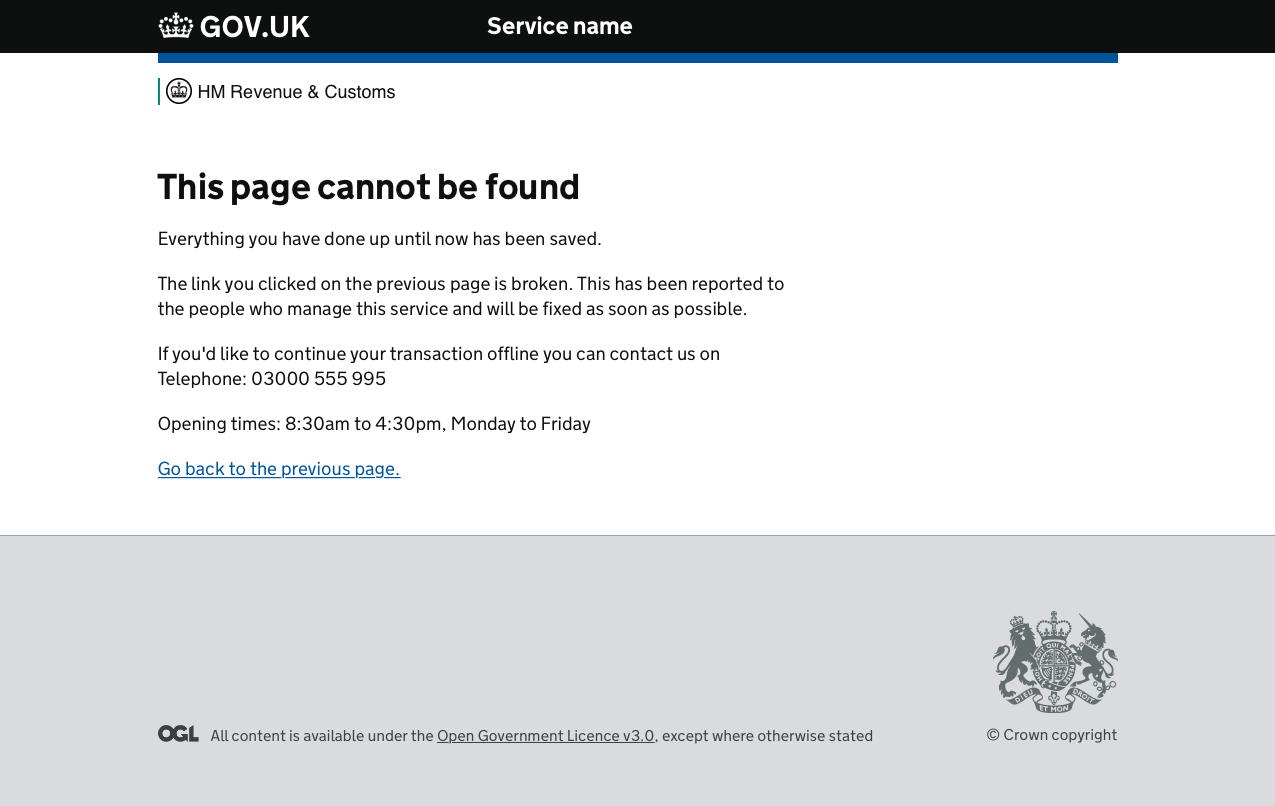 GOV.UK Service name
HM Revenue & Customs
This page cannot be found
Everything you have done up until now has been saved.
The link you clicked on the previous page is broken. This has been reported to
the people who manage this service and will be fixed as soon as possible.
If you'd like to continue your transaction offline you can contact us on
Telephone: 03000 555 995
Opening times: 8:30am to 4:30pm, Monday to Friday
Go back to the previous page.
DIEU ET MON DROIT
OGL All content is available under the Open Government Licence v3.0, except where otherwise stated
© Crown copyright